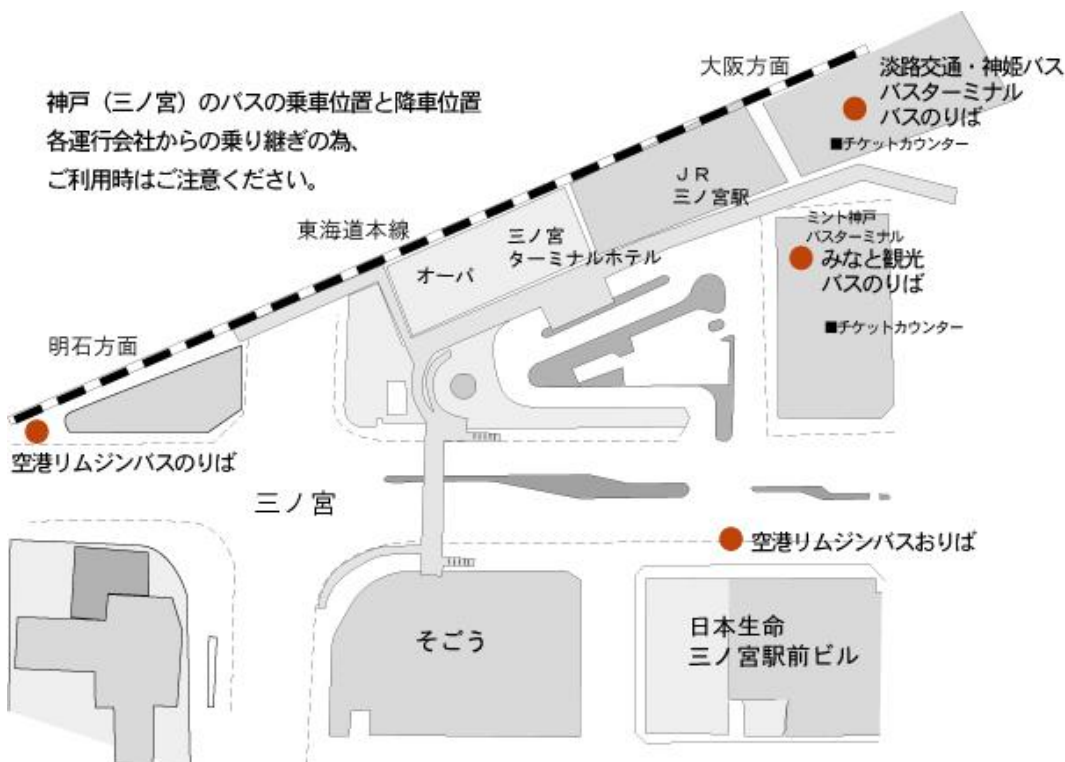 大阪方面
淡路交通・神姫バス
バスターミナル
バスのりば
■チケットカウンター
神戸（三ノ宮）のバスの乗車位置と降車位置
各運行会社からの乗り継ぎの為、
ご利用時はご注意ください。
JR
三ノ宮駅
東海道本線
三ノ宮
ターミナルホテル
オーパ
ミント神戸
バスターミナル
みなと観光
バスのりば
■チケットカウンター
明石方面
空港リムジンバスのりば
三ノ宮
空港リムジンバスおりば
そごう
日本生命
三ノ宮駅前ビル